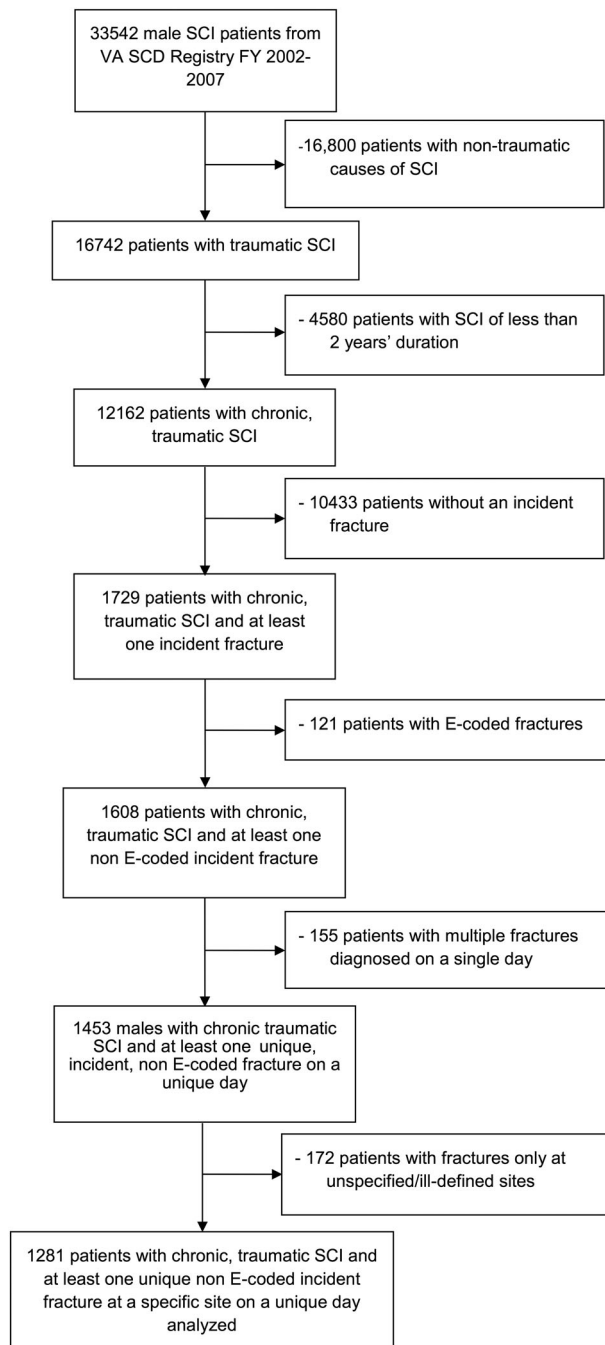 33542 male SCI patients from
VA SCD Registry FY 2002-
2007
-16,800 patients with non-traumatic
causes of SCI
16742 patients with traumatic SCI
- 4580 patients with SCI of less than
2 years’ duration
12162 patients with chronic,
traumatic SCI
- 10433 patients without an incident
fracture
1729 patients with chronic,
traumatic SCI and at least
one incident fracture
- 121 patients with E-coded fractures
1608 patients with chronic,
traumatic SCI and at least one
non E-coded incident fracture
- 155 patients with multiple fractures
diagnosed on a single day
1453 males with chronic traumatic
SCI and at least one unique,
incident, non E-coded fracture on a
unique day
- 172 patients with fractures only at
unspecified/ill-defined sites
1281 patients with chronic, traumatic SCI and
at least one unique non E-coded incident
fracture at a specific site on a unique day
analyzed